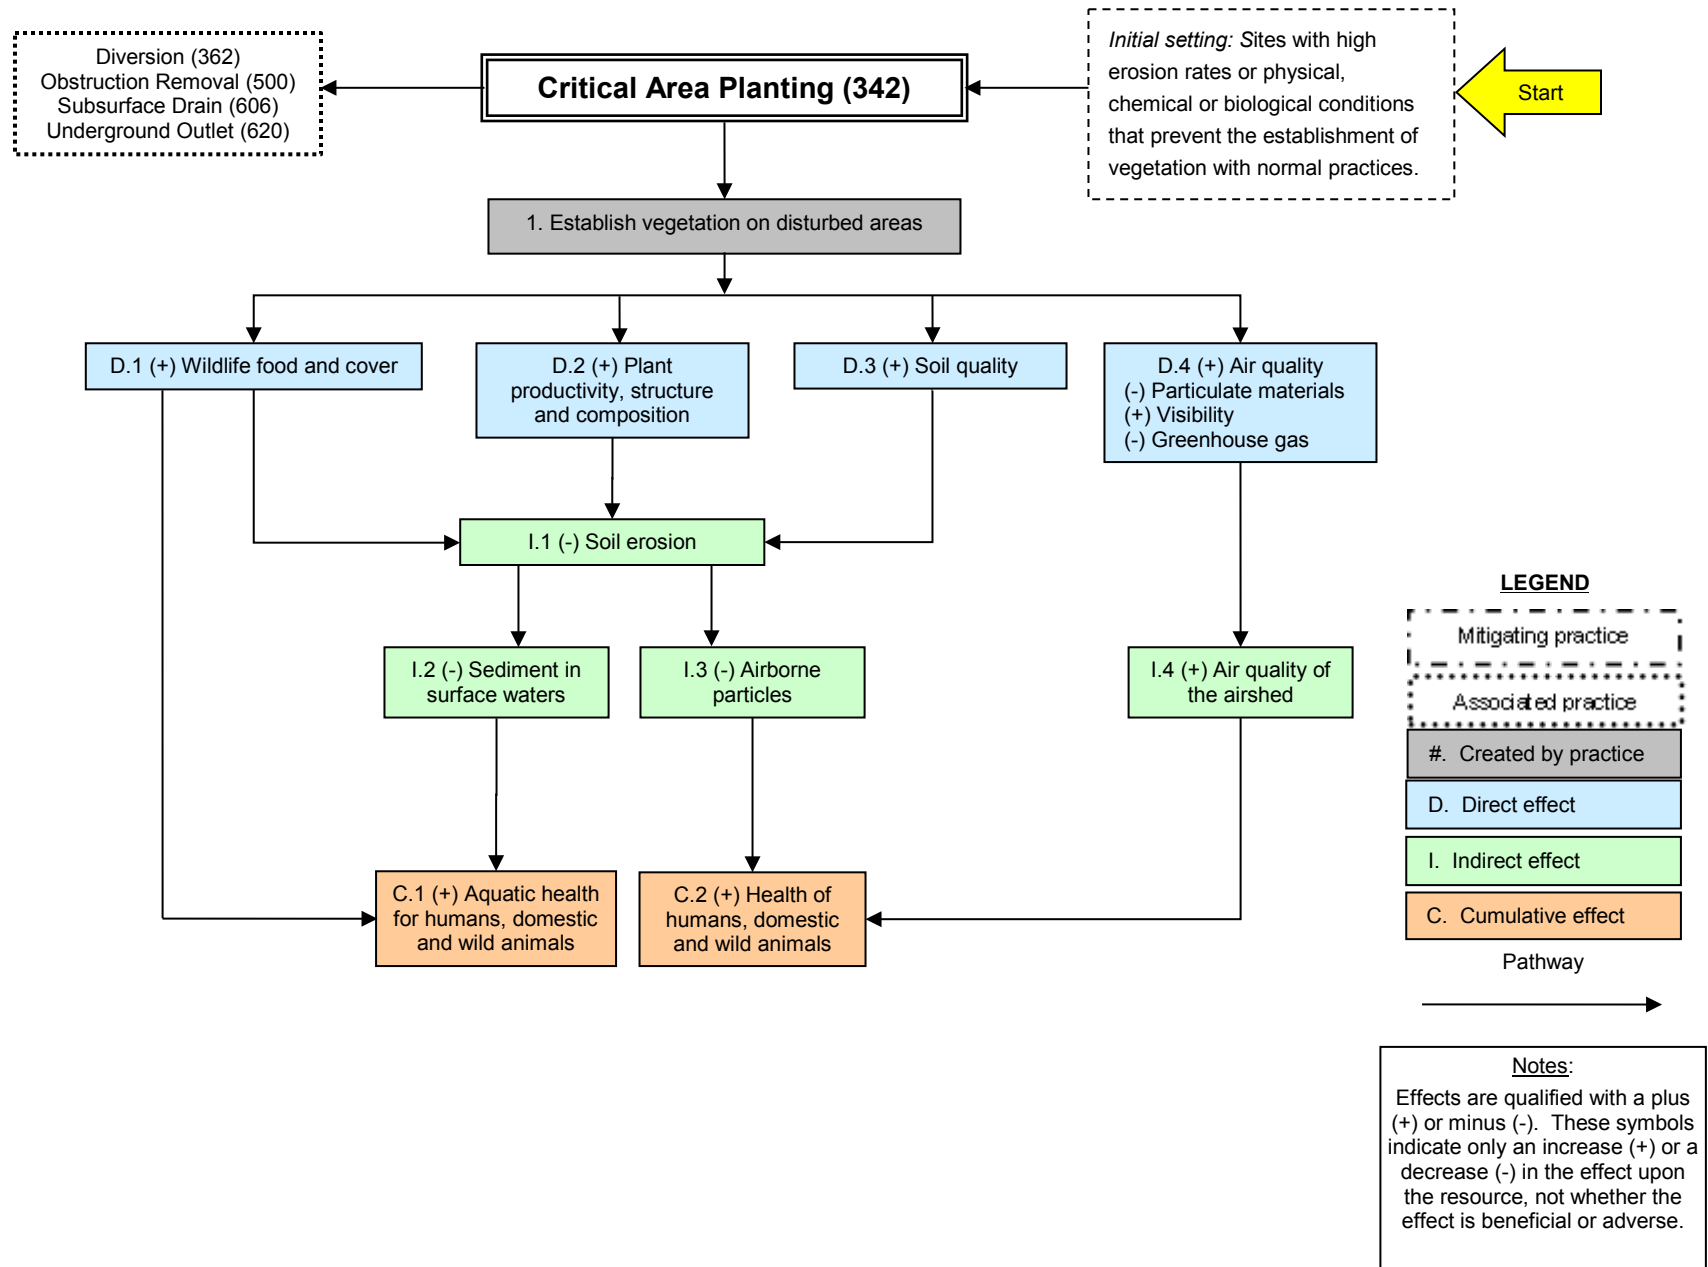 Diversion (362)
Obstruction Removal (500)
Subsurface Drain (606)
Underground Outlet (620)
Critical Area Planting (342)
Initial setting: Sites with high
erosion rates or physical,
chemical or biological conditions
that prevent the establishment of
vegetation with normal practices.
Start
1. Establish vegetation on disturbed areas
D.1 (+) Wildlife food and cover
D.2 (+) Plant
productivity, structure
and composition
D.3 (+) Soil quality
D.4 (+) Air quality
(-) Particulate materials
(+) Visibility
(-) Greenhouse gas
I.1 (-) Soil erosion
I.2 (-) Sediment in
surface waters
I.3 (-) Airborne
particles
I.4 (+) Air quality of
the airshed
C.1 (+) Aquatic health
for humans, domestic
and wild animals
C.2 (+) Health of
humans, domestic
and wild animals
LEGEND
Mitigating practice
Associated practice
#. Created by practice
D. Direct effect
I. Indirect effect
C. Cumulative effect
Pathway
Notes:
Effects are qualified with a plus
(+) or minus (-). These symbols
indicate only an increase (+) or a
decrease (-) in the effect upon
the resource, not whether the
effect is beneficial or adverse.